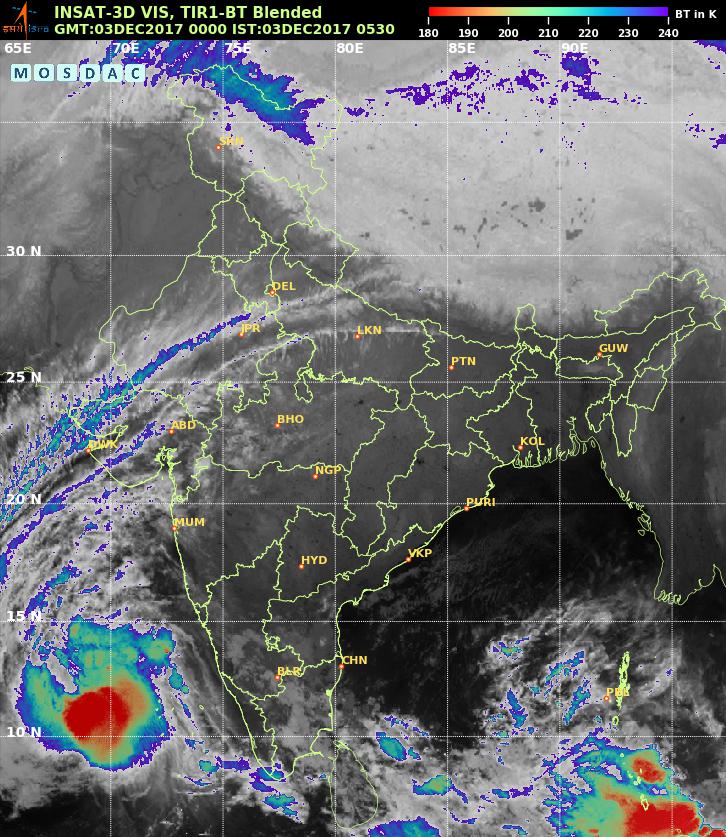 INSAT-3D VIS, TIR1-BT Blended
GMT:03DEC2017 0000 IST:03DEC2017 0530
BT in K
180 190 200 210 220 230 240
65E 70E 75E 80E 85E 90E
MOSDAC
SRN
30 N
DEL
JPR LKN
GUW
PTN
25 N
BHO
ABD
KOL
DWK
NGP
20 N
PURI
MUM
VKP
HYD
15 N
CHN
BLR
PBL
10 N